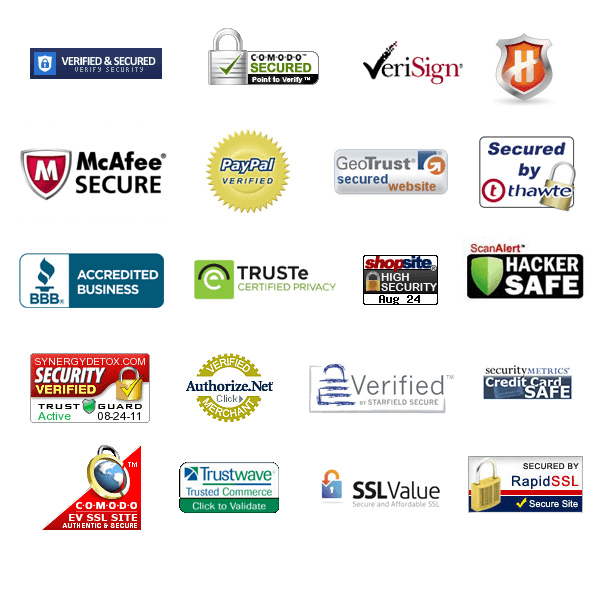 VERIFIED & SECURED
VERIFY SECURITY
COMODO™
SECURED
Point to Verify™
VeriSign®
H
McAfee®
SECURE
PayPal
VERIFIED
GeoTrust®
secured
website
Secured
by
t thawte
BBB®
ACCREDITED
BUSINESS
TRUSTe
CERTIFIED PRIVACY
shopsite®
HIGH
SECURITY
Aug 24
ScanAlert™
HACKER
SAFE
SYNERGYDETOX.COM
SECURITY
VERIFIED
TRUST GUARD
Active 08-24-11
VERIFIED
Authorize.Net
Click
MERCHANT
Verified™
BY STARFIELD SECURE
securityMETRICS®
Credit Card
SAFE
™
COMODO
EV SSL SITE
AUTHENTIC & SECURE
Trustwave®
Trusted Commerce
Click to Validate
SSLValue
Secure and Affordable SSL
SECURED BY
RapidSSL
Secure Site